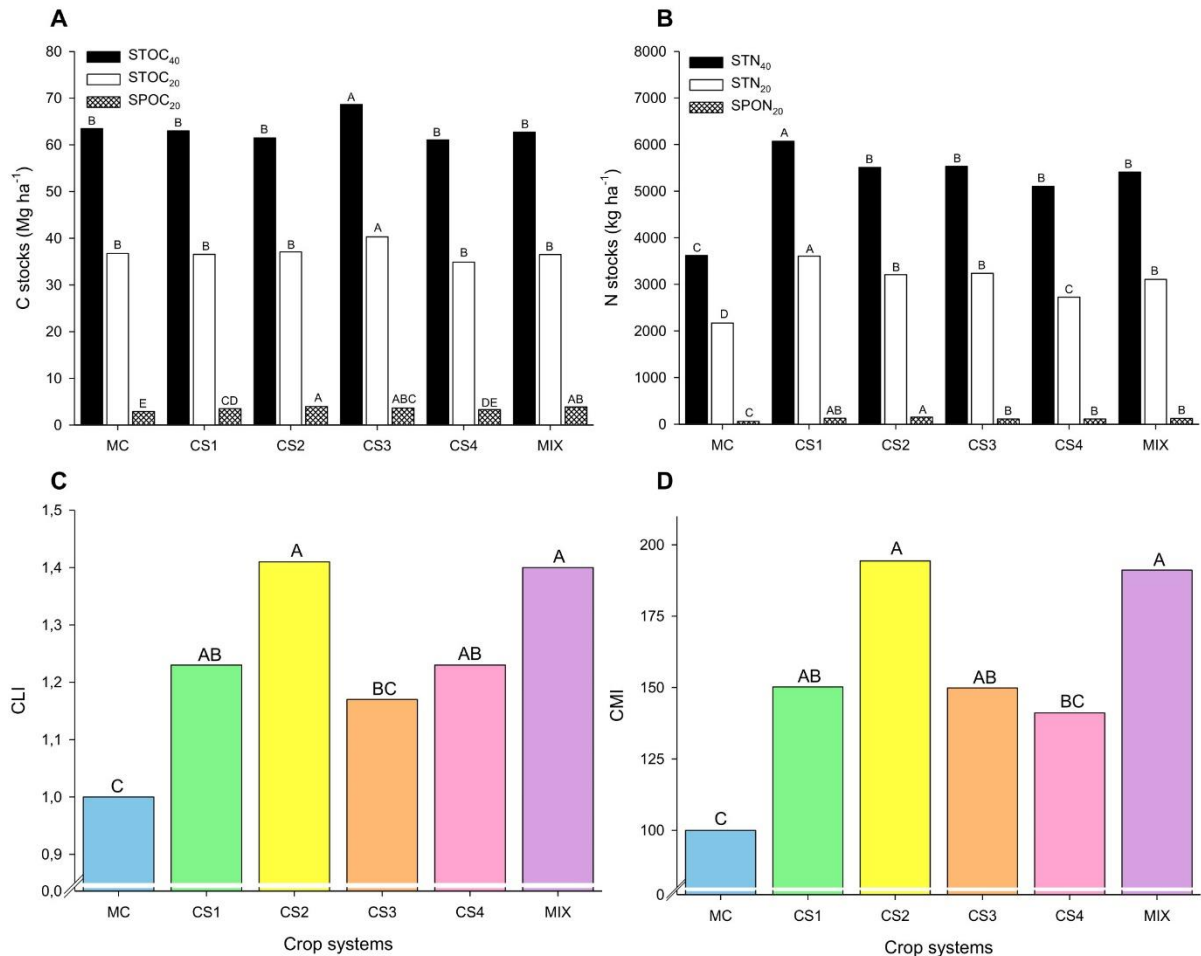 A
C stocks (Mg ha⁻¹)
80
70
60
50
40
30
20
10
0
STOC₄₀
STOC₂₀
SPOC₂₀
B B E
B B CD
B B A
A A ABC
B B DE
B B AB
MC CS1 CS2 CS3 CS4 MIX
B
N stocks (kg ha⁻¹)
8000
7000
6000
5000
4000
3000
2000
1000
0
STN₄₀
STN₂₀
SPON₂₀
C D C
A A AB
B B A
B B B
B C B
B B B
MC CS1 CS2 CS3 CS4 MIX
C
CLI
1,5
1,4
1,3
1,2
1,1
1,0
0,9
0,0
C AB A BC AB A
MC CS1 CS2 CS3 CS4 MIX
Crop systems
D
CMI
200
175
150
125
100
0
C AB A AB BC A
MC CS1 CS2 CS3 CS4 MIX
Crop systems